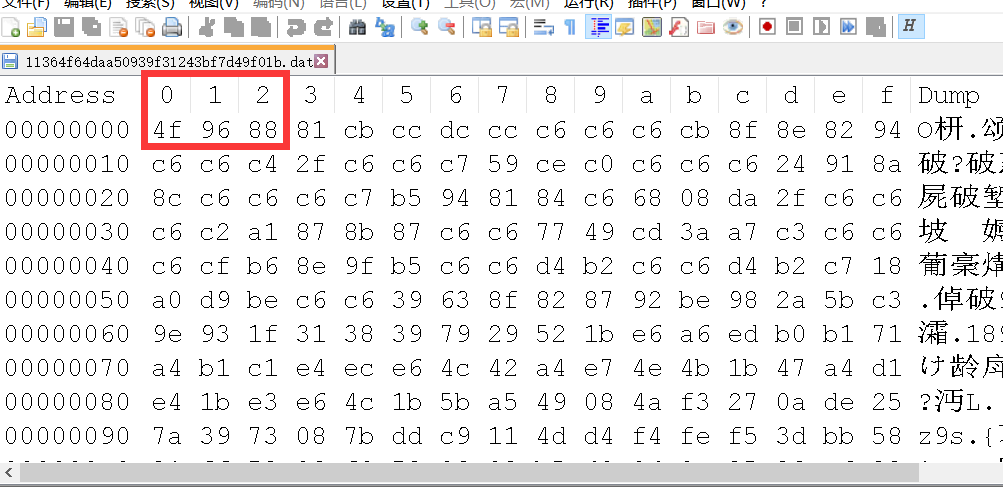 文件(F) 编辑(E) 搜索(S) 视图(V) 编码(N) 语言(L) 设置(T) 工具(O) 宏(M) 运行(R) 插件(P) 窗口(W) ?
11364f64daa50939f31243bf7d49f01b.dat
Address 0 1 2 3 4 5 6 7 8 9 a b c d e f Dump
00000000 4f 96 88 81 cb cc dc cc c6 c6 c6 cb 8f 8e 82 94 O枡.颂
00000010 c6 c6 c4 2f c6 c6 c7 59 ce c0 c6 c6 c6 24 91 8a 破?破
00000020 8c c6 c6 c6 c6 c7 b5 94 81 84 c6 68 08 da 2f c6 c6 屍破堑
00000030 c6 c2 a1 87 8b 87 c6 c6 77 49 cd 3a a7 c3 c6 c6 坡
00000040 c6 cf b6 8e 9f b5 c6 c6 d4 b2 c6 c6 d4 b2 c7 18 葡豪
00000050 a0 d9 be c6 c6 39 63 8f 82 87 92 be 98 2a 5b c3 .倬破9
00000060 9e 93 1f 31 38 39 79 29 52 1b e6 a6 ed b0 b1 71 .189
00000070 a4 b1 c1 e4 ec e6 4c 42 a4 e7 4e 4b 1b 47 a4 d1 け龄
00000080 e4 1b e3 e6 4c 1b 5b a5 49 08 4a f3 27 0a de 25 ?沔L.
00000090 7a 39 73 08 7b dd c9 11 4d d4 f4 fe f5 3d bb 58 z9s.{